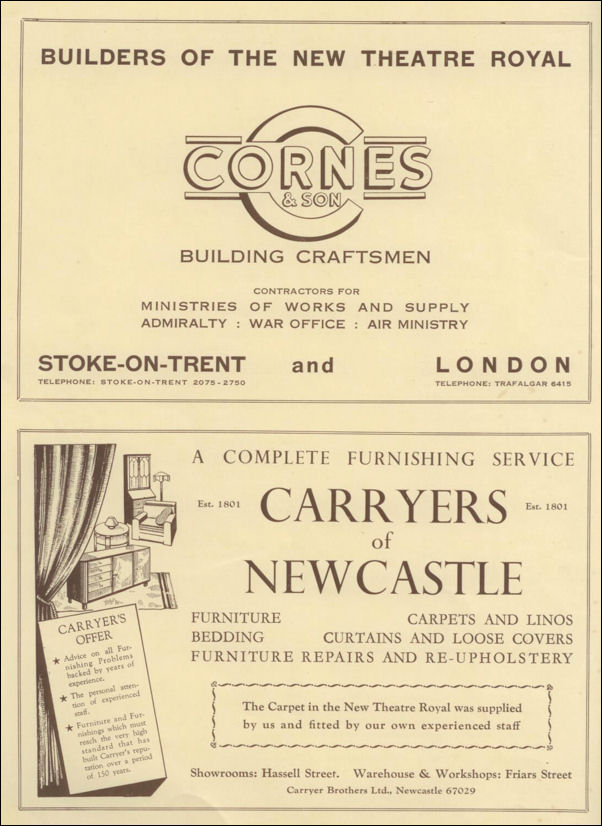 BUILDERS OF THE NEW THEATRE ROYAL
CORNES
& SON
BUILDING CRAFTSMEN
CONTRACTORS FOR
MINISTRIES OF WORKS AND SUPPLY
ADMIRALTY : WAR OFFICE : AIR MINISTRY
STOKE-ON-TRENT and LONDON
TELEPHONE: STOKE-ON-TRENT 2075-2750 TELEPHONE: TRAFALGAR 6415
A COMPLETE FURNISHING SERVICE
Est. 1801 CARRYERS Est. 1801
of
NEWCASTLE
FURNITURE CARPETS AND LINOS
BEDDING CURTAINS AND LOOSE COVERS
FURNITURE REPAIRS AND RE-UPHOLSTERY
CARRYER'S
OFFER
★ Advice on all Fur-
nishing Problems
backed by years of
experience.
★ The personal atten-
tion of experienced
staff.
★ Furniture and Fur-
nishings which must
reach the very high
standard that has
built Carryer's repu-
tation over a period
of 150 years.
The Carpet in the New Theatre Royal was supplied
by us and fitted by our own experienced staff
Showrooms: Hassell Street. Warehouse & Workshops: Friars Street
Carryer Brothers Ltd., Newcastle 67029